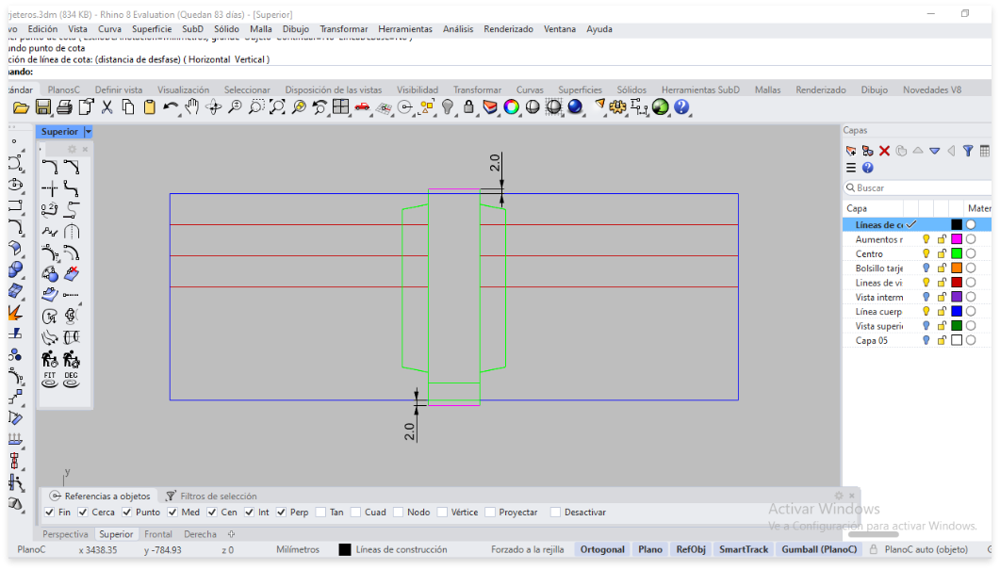 rjeteros.3dm (834 KB) - Rhino 8 Evaluation (Quedan 83 días) - [Superior]
vo Edición Vista Curva Superficie SubD Sólido Malla Dibujo Transformar Herramientas Análisis Renderizado Ventana Ayuda
undo punto de cota
ción de línea de cota: (distancia de desfase) ( Horizontal Vertical )
ando:
ándar PlanosC Definir vista Visualización Seleccionar Disposición de las vistas Visibilidad Transformar Curvas Superficies Sólidos Herramientas SubD Mallas Renderizado Dibujo Novedades V8
Superior
Capas
Buscar
Capa Mater
Líneas de co
Aumentos r
Centro
Bolsillo tarje
Lineas de vi
Vista interm
Línea cuerp
Vista superi
Capa 05
FIT DEG
2.0
2.0
y
Referencias a objetos Filtros de selección
Fin Cerca Punto Med Cen Int Perp Tan Cuad Nodo Vértice Proyectar Desactivar
Activar Windows
Ve a Configuración para activar Windows.
Perspectiva Superior Frontal Derecha
PlanoC x 3438.35 y -784.93 z 0 Milímetros Líneas de construcción Forzado a la rejilla Ortogonal Plano RefObj SmartTrack Gumball (PlanoC) PlanoC auto (objeto)